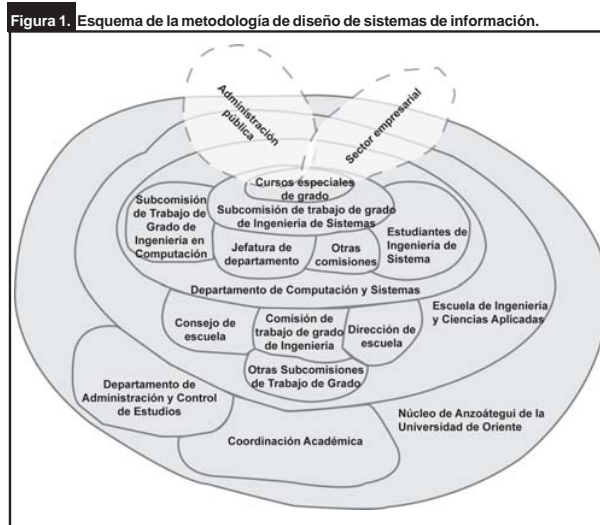 Figura 1. Esquema de la metodología de diseño de sistemas de información.
Administración
pública
Sector empresarial
Cursos especiales
de grado
Subcomisión de trabajo de grado
de Ingeniería de Sistemas
Subcomisión
de Trabajo de
Grado de
Ingeniería en
Computación
Jefatura de
departamento
Otras
comisiones
Estudiantes de
Ingeniería de
Sistema
Departamento de Computación y Sistemas
Escuela de Ingeniería
y Ciencias Aplicadas
Consejo de
escuela
Comisión de
trabajo de grado
de Ingeniería
Dirección de
escuela
Otras Subcomisiones
de Trabajo de Grado
Departamento de
Administración y Control
de Estudios
Coordinación Académica
Núcleo de Anzoátegui de la
Universidad de Oriente